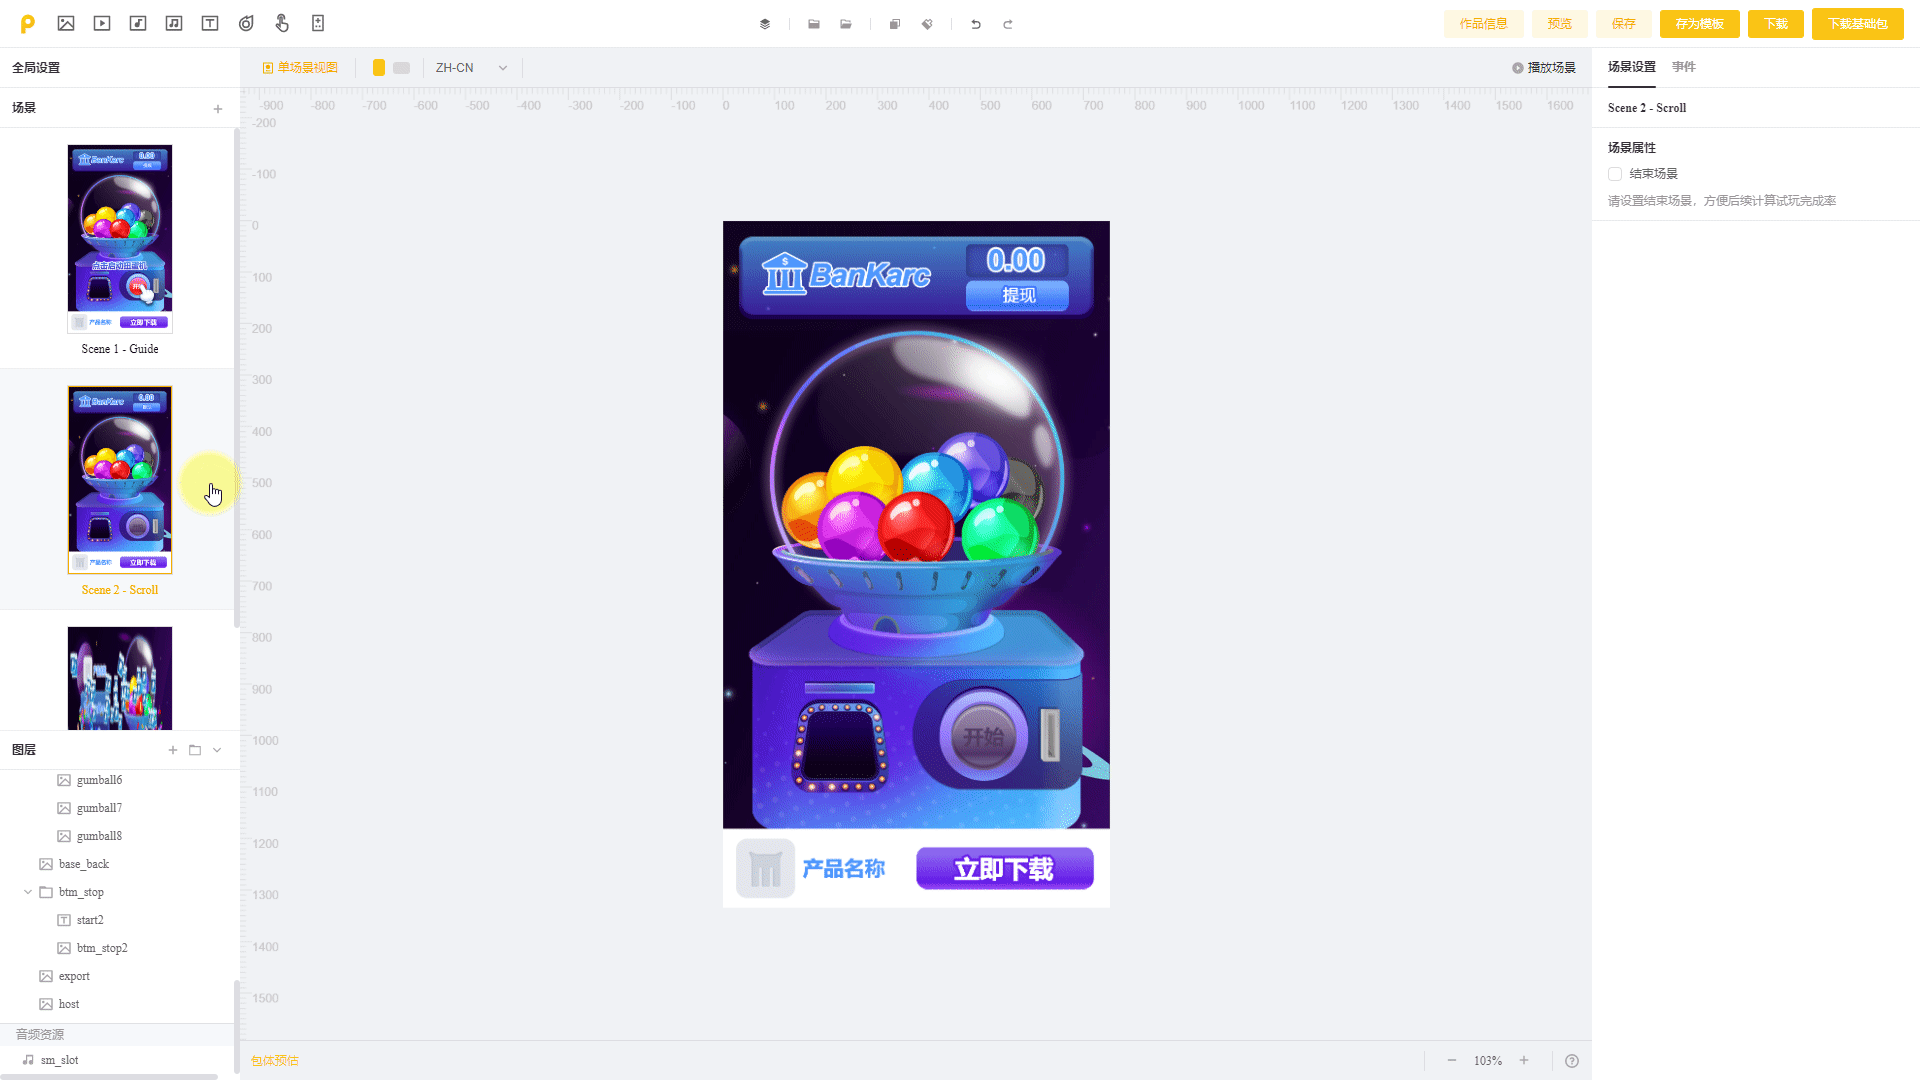 作品信息
预览
保存
存为模板
下载
下载基础包
全局设置
单场景视图
ZH-CN
播放场景
场景设置
事件
场景
-900 -800 -700 -600 -500 -400 -300 -200 -100 0 100 200 300 400 500 600 700 800 900 1000 1100 1200 1300 1400 1500 1600
Scene 2 - Scroll
场景属性
结束场景
请设置结束场景，方便后续计算试玩完成率
-200
-100
0
100
200
300
400
500
600
700
800
900
1000
1100
1200
1300
1400
1500
BanKarc
0.00
提现
点击启动扭蛋机
产品名称
立即下载
Scene 1 - Guide
BanKarc
0.00
产品名称
立即下载
Scene 2 - Scroll
BanKarc
0.00
提现
开始
产品名称
立即下载
图层
gumball6
gumball7
gumball8
base_back
btm_stop
start2
btm_stop2
export
host
音频资源
sm_slot
包体预估
103%